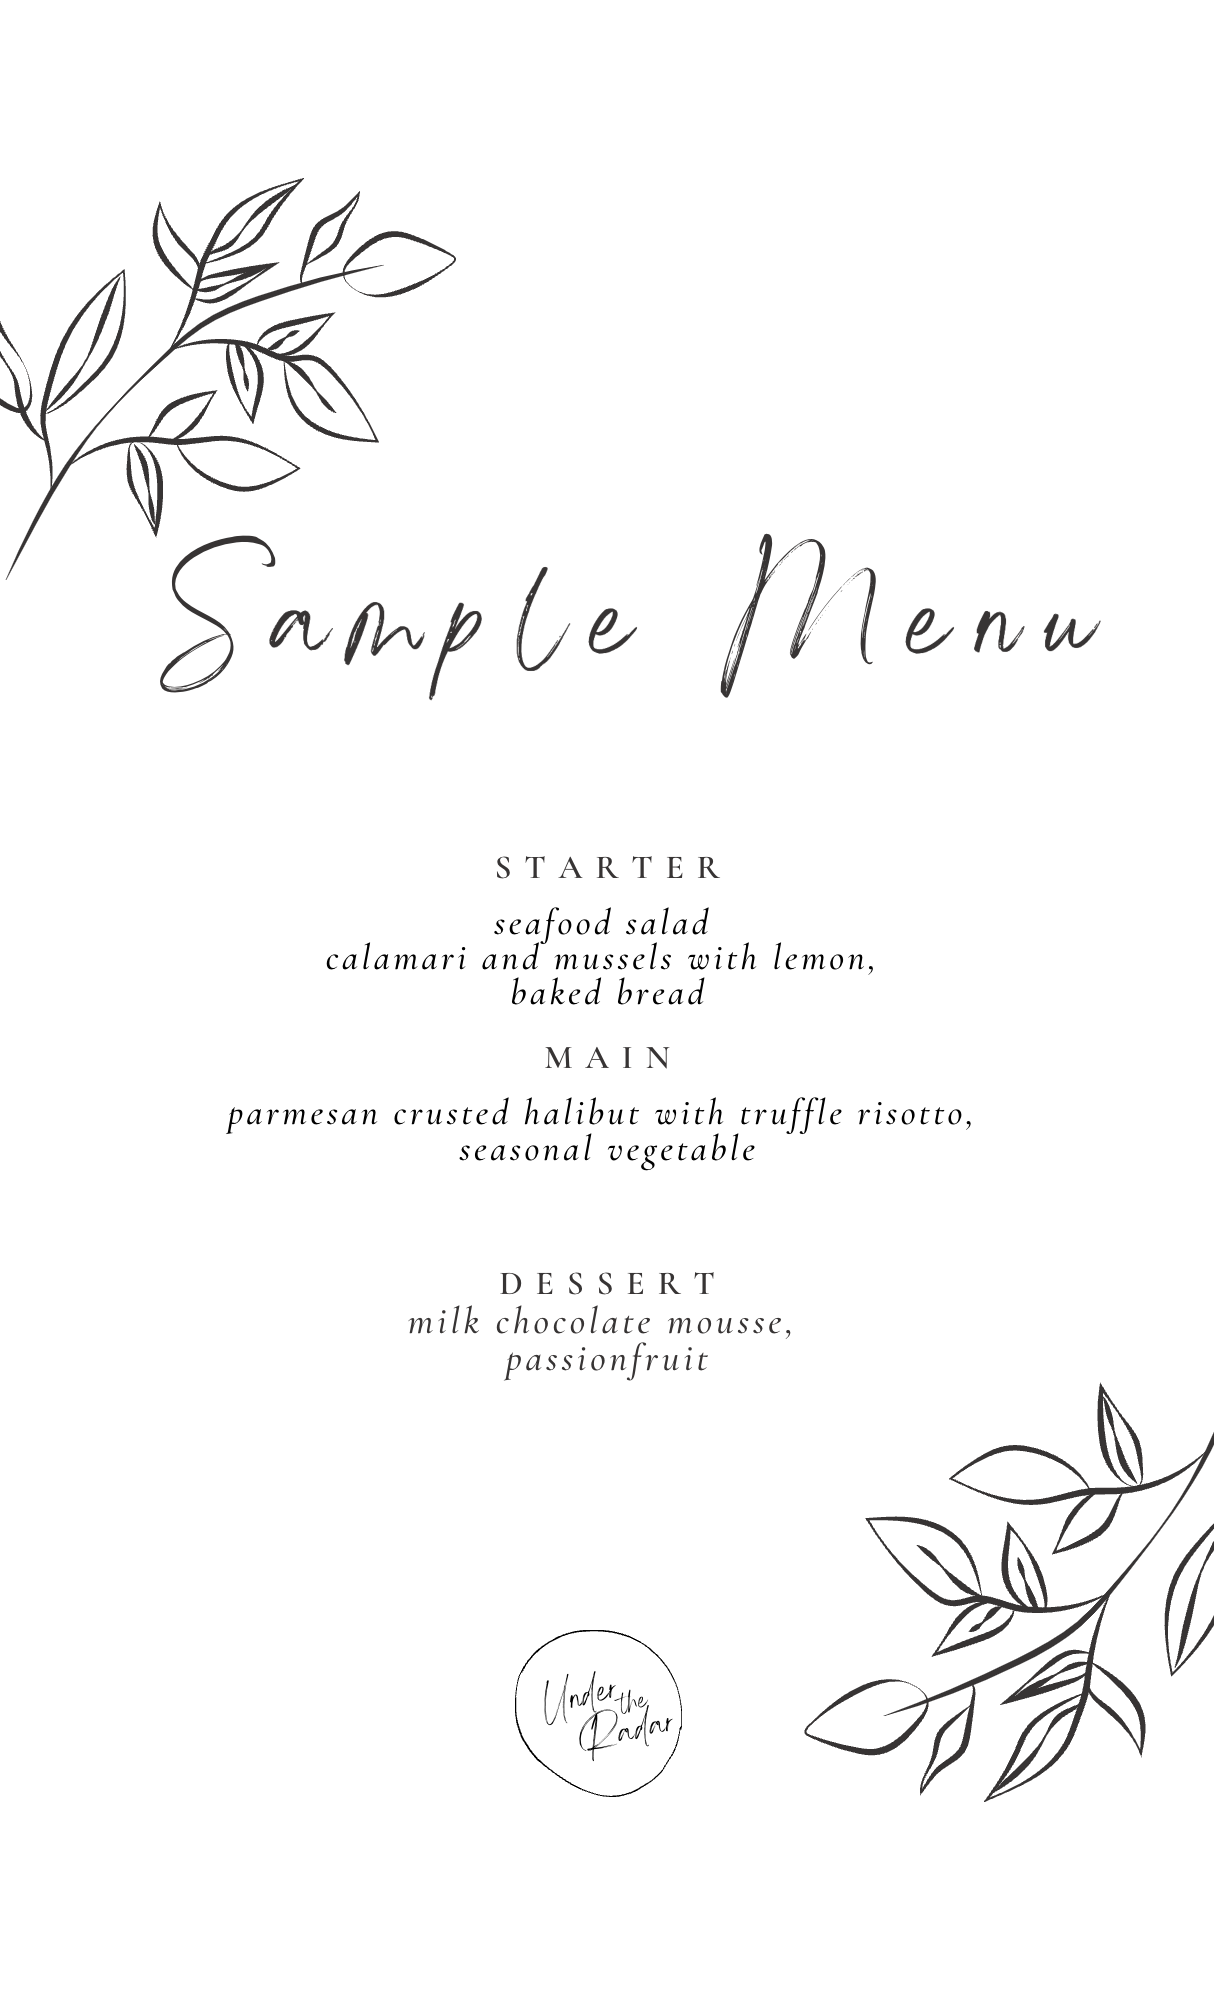 Sample Menu
STARTER
seafood salad
calamari and mussels with lemon,
baked bread
MAIN
parmesan crusted halibut with truffle risotto,
seasonal vegetable
DESSERT
milk chocolate mousse,
passionfruit
Under
the
Radar